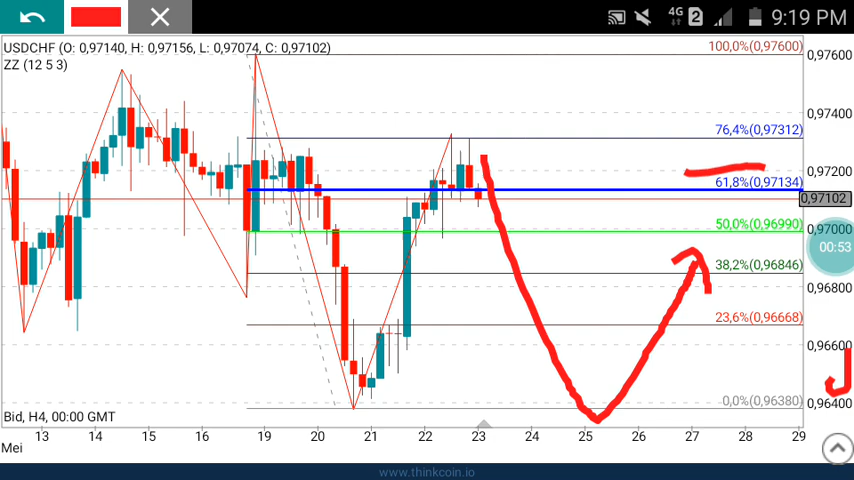 4G 2 9:19 PM
USDCHF (O: 0,97140, H: 0,97156, L: 0,97074, C: 0,97102)
ZZ (12 5 3)
100,0%(0,97600)
0,97600
0,97400
76,4%(0,97312)
0,97200
61,8%(0,97134)
0,97102
50,0%(0,96990)
0,97000
00:53
38,2%(0,96846)
0,96800
23,6%(0,96668)
0,96600
0,0%(0,96380)
0,96400
Bid, H4, 00:00 GMT
13 14 15 16 19 20 21 22 23 24 25 26 27 28 29
Mei
www.thinkcoin.io